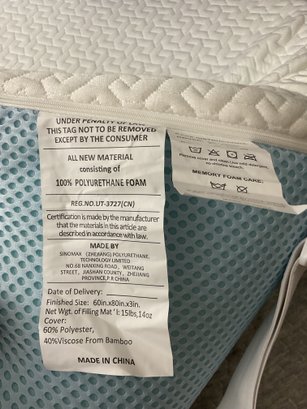 UNDER PENALTY OF LAW
THIS TAG NOT TO BE REMOVED
EXCEPT BY THE CONSUMER
ALL NEW MATERIAL
consisting of
100% POLYURETHANE FOAM
REG.NO.UT-3727(CN)
Certification is made by the manufacturer
that the materials in this article are
described in accordance with law.
MADE BY
SINOMAX (ZHEJIANG) POLYURETHANE,
TECHNOLOGY LIMITED
NO.68 NANXING ROAD, WEITANG
STREET, JIASHAN COUNTY, ZHEJIANG
PROVINCE,P.R CHINA
Date of Delivery:
Finished Size: 60in.x80in.x3in.
Net Wgt. of Filling Mat'l: 15lbs,14oz
Cover:
60% Polyester,
40%Viscose From Bamboo
MADE IN CHINA
MEMORY FOAM CARE: